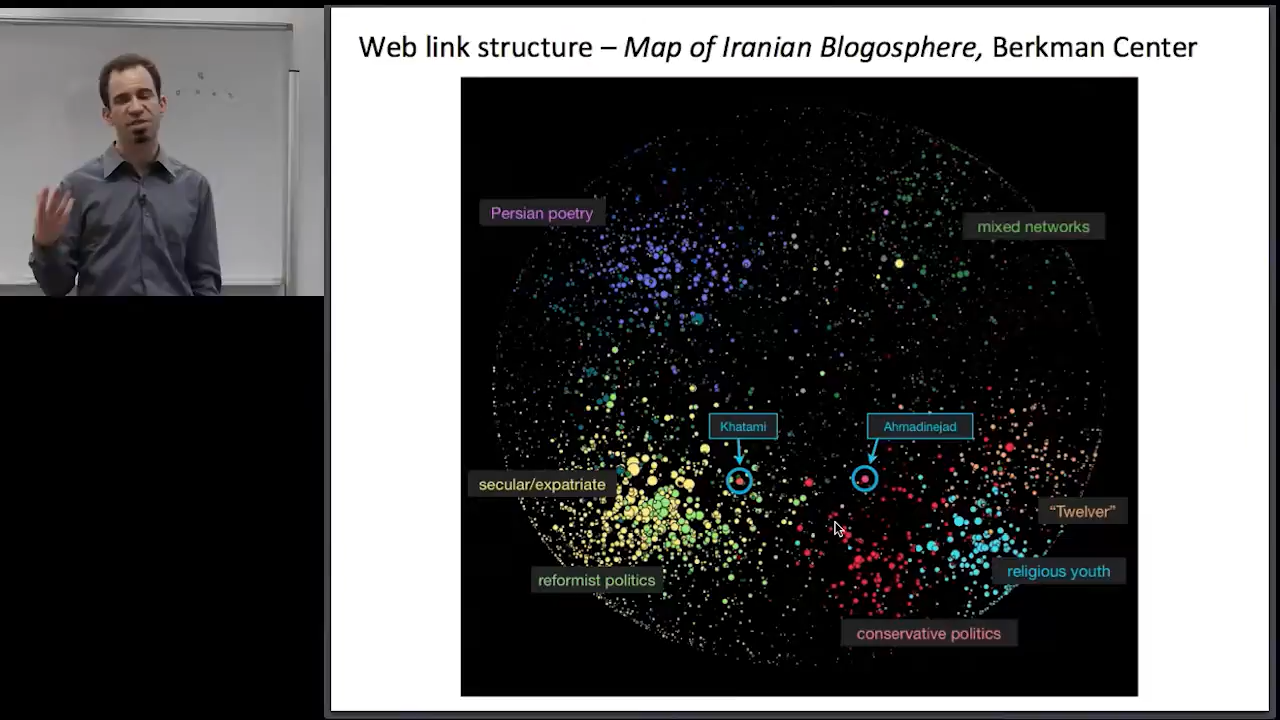 Web link structure – Map of Iranian Blogosphere, Berkman Center
Persian poetry
mixed networks
Khatami
Ahmadinejad
secular/expatriate
“Twelver”
religious youth
reformist politics
conservative politics